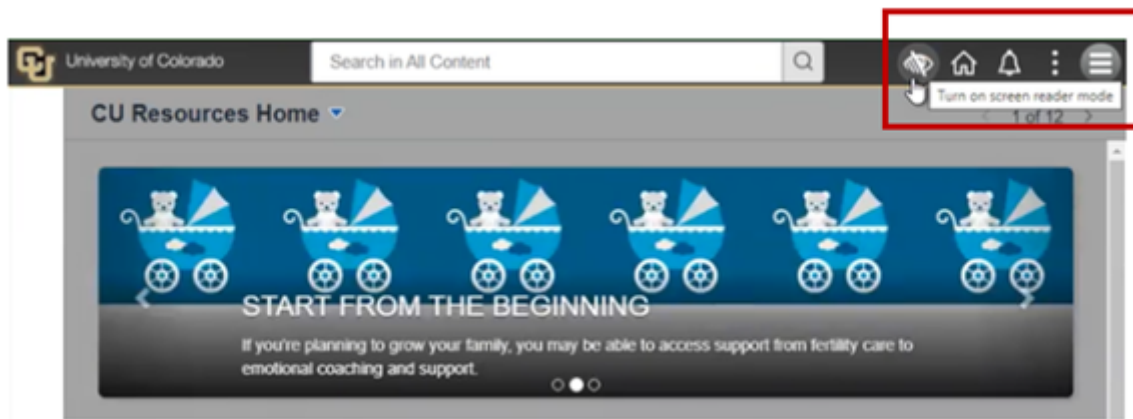 CU
University of Colorado
Search in All Content
Turn on screen reader mode
CU Resources Home
1 of 12
START FROM THE BEGINNING
If you're planning to grow your family, you may be able to access support from fertility care to
emotional coaching and support.